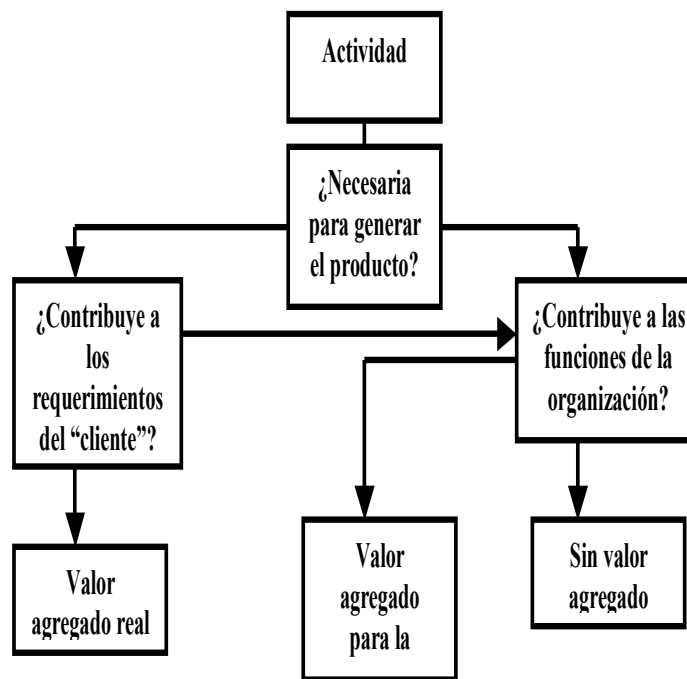 Actividad
¿Necesaria
para generar
el producto?
¿Contribuye a
los
requerimientos
del “cliente”?
¿Contribuye a las
funciones de la
organización?
Valor
agregado real
Valor
agregado
para la
Sin valor
agregado